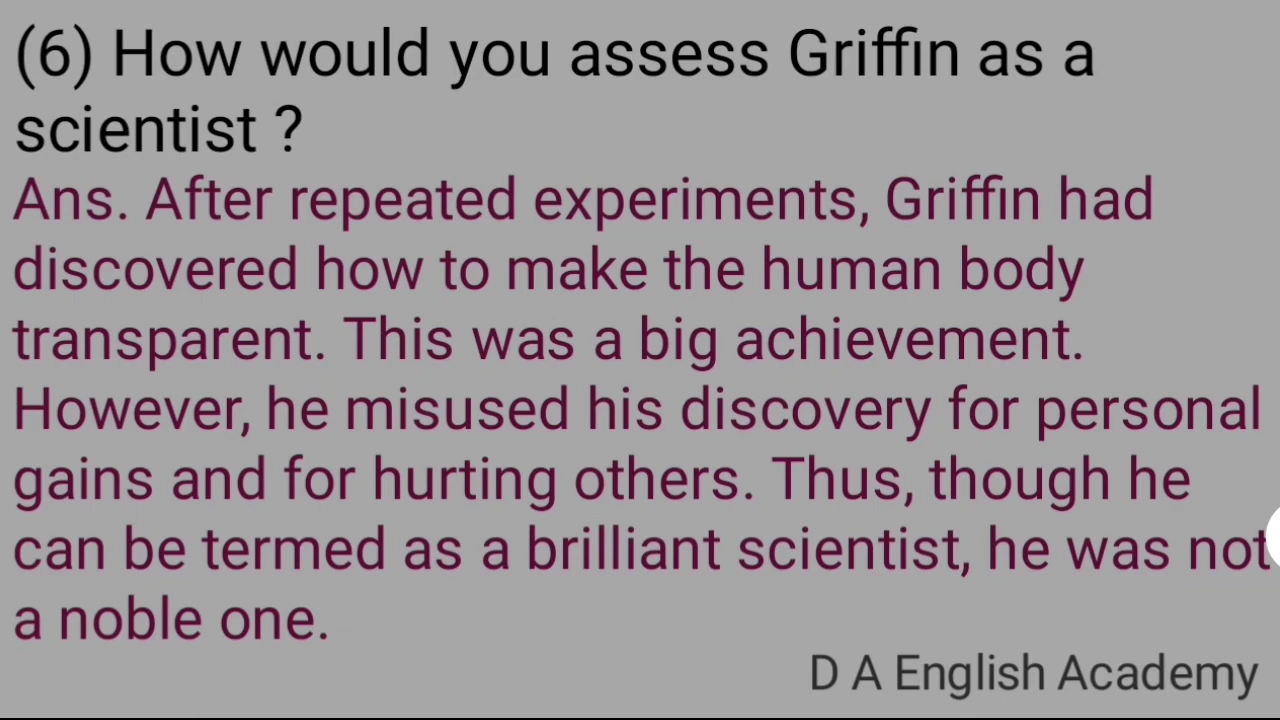 (6) How would you assess Griffin as a
scientist ?
Ans. After repeated experiments, Griffin had
discovered how to make the human body
transparent. This was a big achievement.
However, he misused his discovery for personal
gains and for hurting others. Thus, though he
can be termed as a brilliant scientist, he was not
a noble one.
D A English Academy